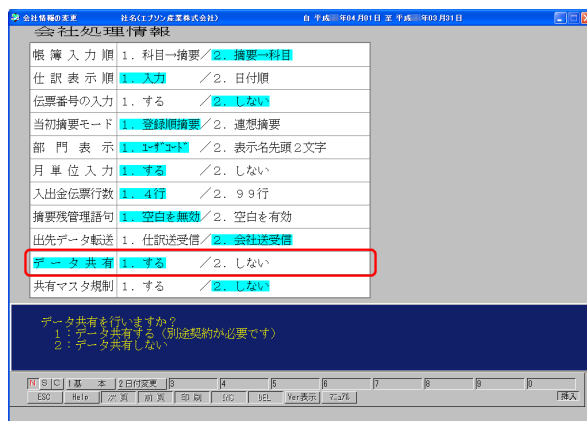 会社情報の変更 社名(エプソン産業株式会社) 自 平成 年04月01日 至 平成 年03月31日
会社処理情報
帳簿入力順 1. 科目→摘要/2. 摘要→科目
仕訳表示順 1. 入力 /2. 日付順
伝票番号の入力 1. する /2. しない
当初摘要モード 1. 登録順摘要/2. 連想摘要
部門表示 1. ﾕｰｻﾞｺｰﾄﾞ /2. 表示名先頭2文字
月単位入力 1. する /2. しない
入出金伝票行数 1. 4行 /2. 99行
摘要残管理語句 1. 空白を無効/2. 空白を有効
出先データ転送 1. 仕訳送受信/2. 会社送受信
データ共有 1. する /2. しない
共有マスタ規制 1. する /2. しない
データ共有を行いますか?
1:データ共有する(別途契約が必要です)
2:データ共有しない
N S C 1基 本 2日付変更 3 4 5 6 7 8 9 0
ESC Help 次頁 前頁 印刷 S/C SEL Ver表示 ﾏﾆｭｱﾙ 挿入